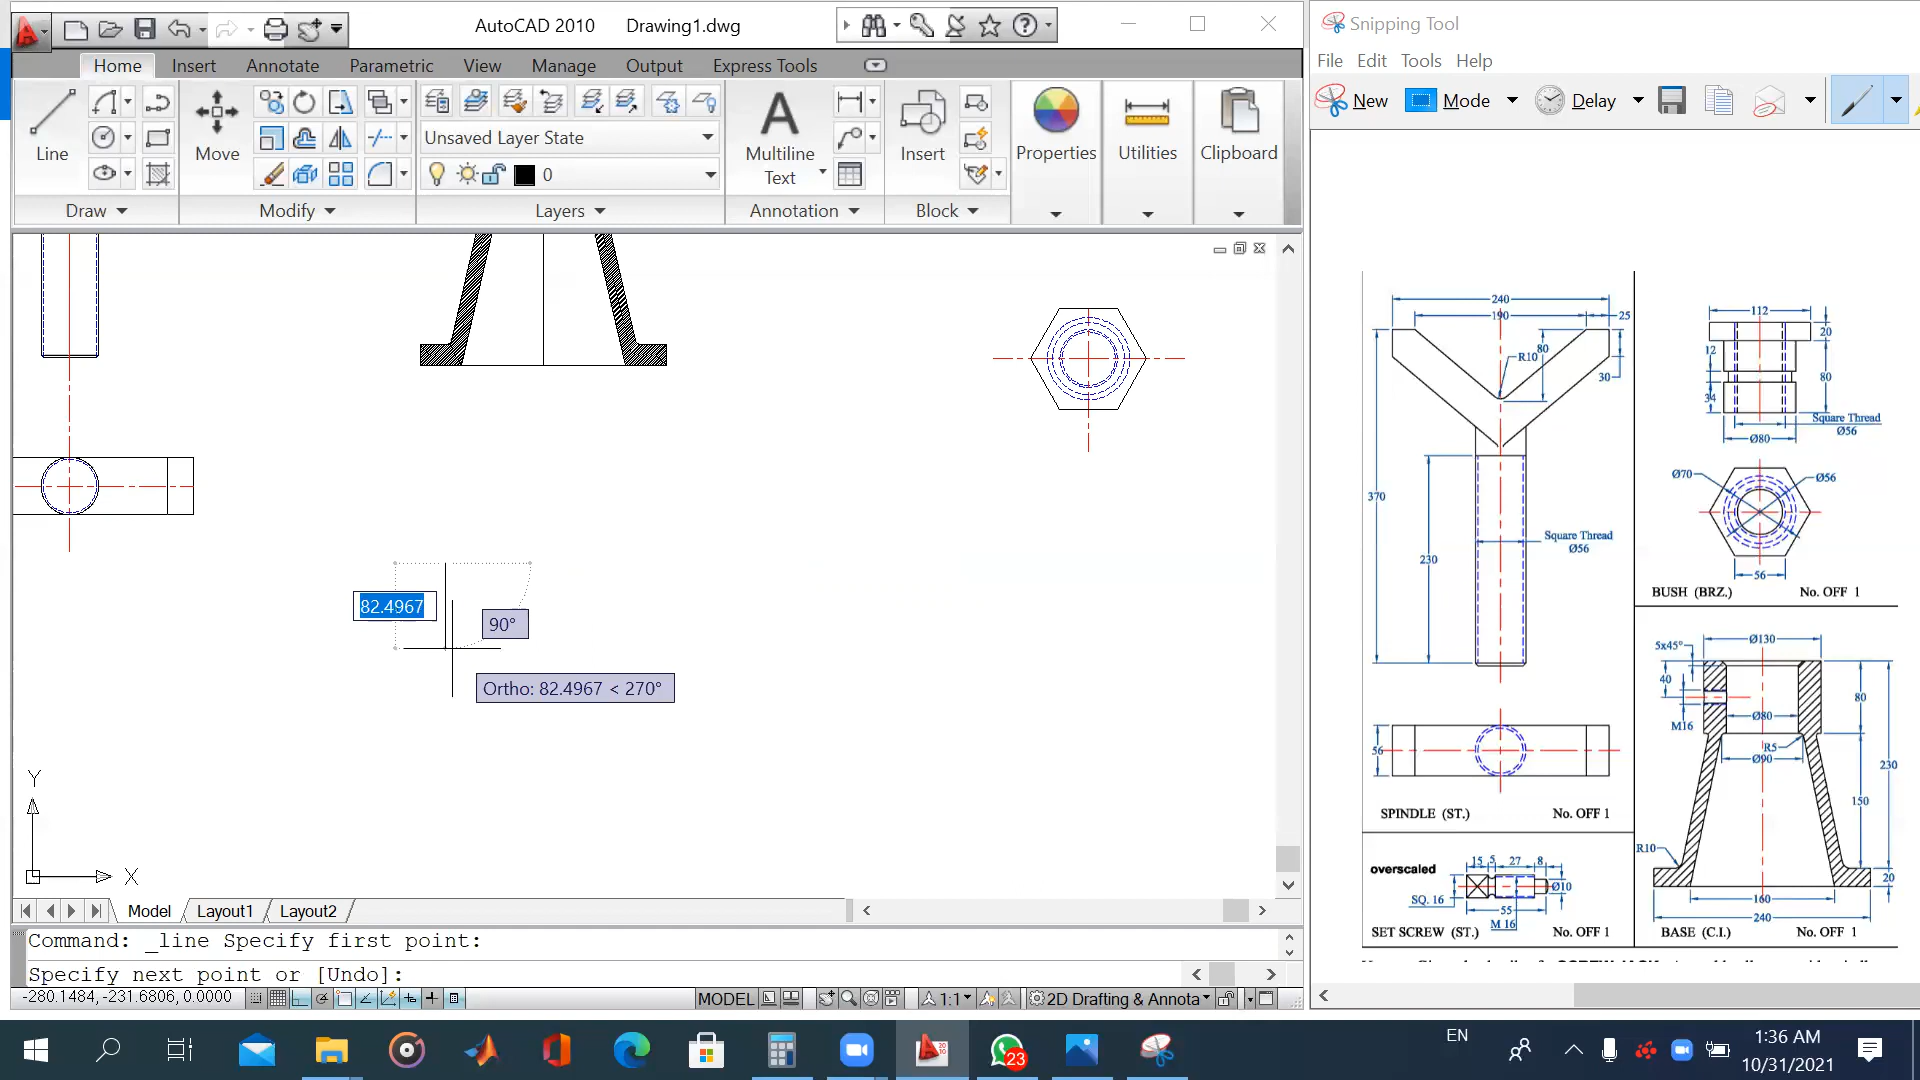 AutoCAD 2010 Drawing1.dwg
Home Insert Annotate Parametric View Manage Output Express Tools
Line
Move
Unsaved Layer State
0
Multiline
Text
Insert
Properties
Utilities
Clipboard
Draw
Modify
Layers
Annotation
Block
82.4967
90°
Ortho: 82.4967 < 270°
Y
X
Model Layout1 Layout2
Command: _line Specify first point:
Specify next point or [Undo]:
-280.1484, -231.6806, 0.0000
MODEL
1:1
2D Drafting & Annota
Snipping Tool
File Edit Tools Help
New
Mode
Delay
240
190
25
80
R10
30
370
230
Square Thread
Ø56
56
SPINDLE (ST.) No. OFF 1
overscaled
15 5 27 8
Ø10
SQ. 16
55
M 16
SET SCREW (ST.) No. OFF 1
112
20
12
80
34
Square Thread
Ø56
Ø80
Ø70
Ø56
56
BUSH (BRZ.) No. OFF 1
Ø130
5x45°
40
80
M16
Ø80
R5
Ø90
230
150
R10
20
160
240
BASE (C.I.) No. OFF 1
23
EN
1:36 AM
10/31/2021